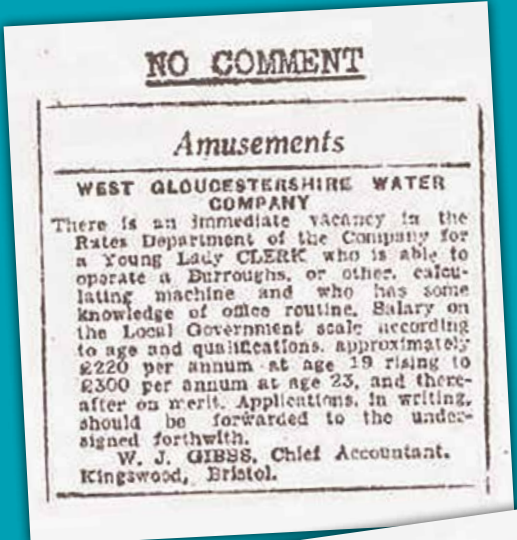 NO COMMENT
Amusements
WEST GLOUCESTERSHIRE WATER
COMPANY
There is an immediate vacancy in the
Rates Department of the Company for
a Young Lady CLERK who is able to
operate a Burroughs, or other, calcu-
lating machine and who has some
knowledge of office routine. Salary on
the Local Government scale according
to age and qualifications, approximately
£220 per annum at age 19 rising to
£300 per annum at age 23, and there-
after on merit. Applications, in writing,
should be forwarded to the under-
signed forthwith.
W. J. GIBBS, Chief Accountant.
Kingswood, Bristol.